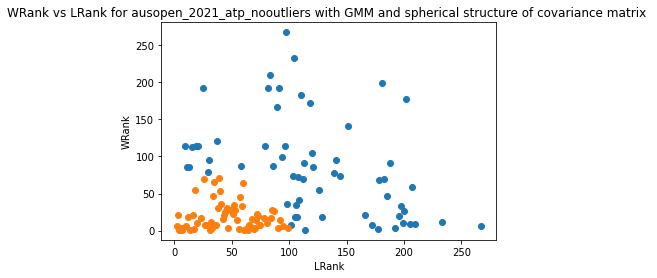 WRank vs LRank for ausopen_2021_atp_nooutliers with GMM and spherical structure of covariance matrix
250
200
150
100
50
0
WRank
0 50 100 150 200 250
LRank